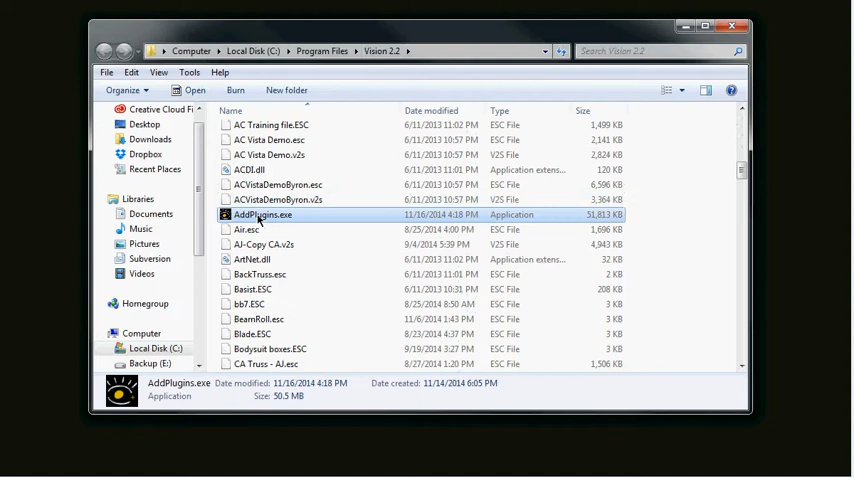 Computer ▸ Local Disk (C:) ▸ Program Files ▸ Vision 2.2 ▸
Search Vision 2.2
File Edit View Tools Help
Organize Open Burn New folder
Name Date modified Type Size
Creative Cloud Fi
Desktop
Downloads
Dropbox
Recent Places
Libraries
Documents
Music
Pictures
Subversion
Videos
Homegroup
Computer
Local Disk (C:)
Backup (E:)
AC Training file.ESC 6/11/2013 11:02 PM ESC File 1,499 KB
AC Vista Demo.esc 6/11/2013 10:57 PM ESC File 2,141 KB
AC Vista Demo.v2s 6/11/2013 10:57 PM V2S File 2,824 KB
ACDI.dll 6/11/2013 11:01 PM Application extens... 120 KB
ACVistaDemoByron.esc 6/11/2013 10:57 PM ESC File 6,596 KB
ACVistaDemoByron.v2s 6/11/2013 10:57 PM V2S File 3,364 KB
AddPlugins.exe 11/16/2014 4:18 PM Application 51,813 KB
Air.esc 8/25/2014 4:00 PM ESC File 1,696 KB
AJ-Copy CA.v2s 9/4/2014 5:39 PM V2S File 4,943 KB
ArtNet.dll 6/11/2013 11:02 PM Application extens... 32 KB
BackTruss.esc 6/11/2013 11:01 PM ESC File 2 KB
Basist.ESC 6/11/2013 10:31 PM ESC File 208 KB
bb7.ESC 8/25/2014 8:50 AM ESC File 3 KB
BeamRoll.esc 11/6/2014 1:43 PM ESC File 3 KB
Blade.ESC 8/23/2014 4:37 PM ESC File 3 KB
Bodysuit boxes.ESC 9/19/2014 3:27 PM ESC File 3 KB
CA Truss - AJ.esc 8/27/2014 1:20 PM ESC File 1,506 KB
AddPlugins.exe Date modified: 11/16/2014 4:18 PM Date created: 11/14/2014 6:05 PM
Application Size: 50.5 MB